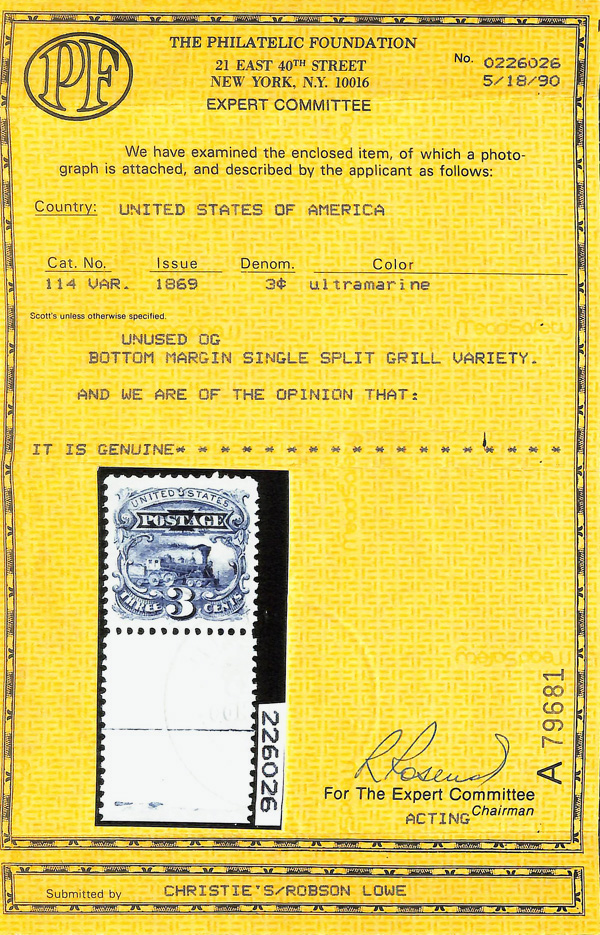 PF
THE PHILATELIC FOUNDATION
21 EAST 40TH STREET
NEW YORK, N.Y. 10016
EXPERT COMMITTEE
No. 0226026
5/18/90
We have examined the enclosed item, of which a photo-
graph is attached, and described by the applicant as follows:
Country: UNITED STATES OF AMERICA
Cat. No. Issue Denom. Color
114 VAR. 1869 3¢ ultramarine
Scott's unless otherwise specified.
UNUSED OG
BOTTOM MARGIN SINGLE SPLIT GRILL VARIETY.
AND WE ARE OF THE OPINION THAT:
IT IS GENUINE* * * * * * * * * * * * * * * * * *
UNITED STATES
POSTAGE
THREE 3 CENTS
226026
A 79681
For The Expert Committee
ACTING Chairman
Submitted by CHRISTIE'S/ROBSON LOWE